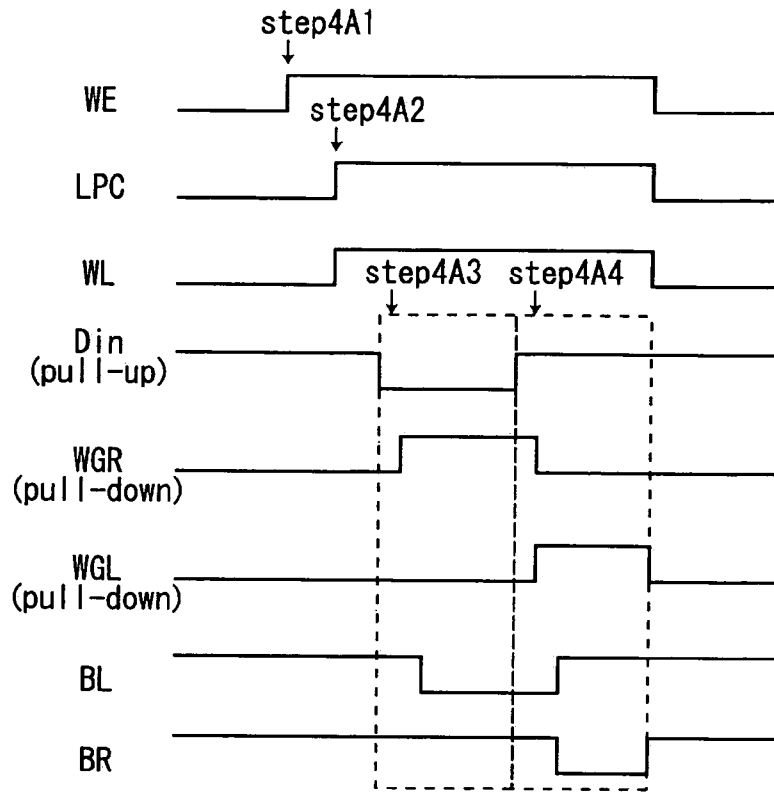 step4A1
WE
step4A2
LPC
WL
step4A3 step4A4
Din
(pull-up)
WGR
(pull-down)
WGL
(pull-down)
BL
BR